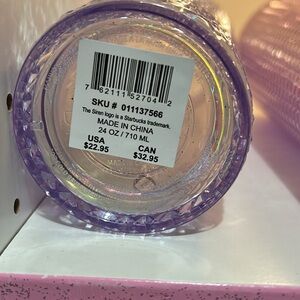 7 62111 52704 2
SKU # 011137566
The Siren logo is a Starbucks trademark.
MADE IN CHINA
24 OZ / 710 ML
USA CAN
$22.95 $32.95